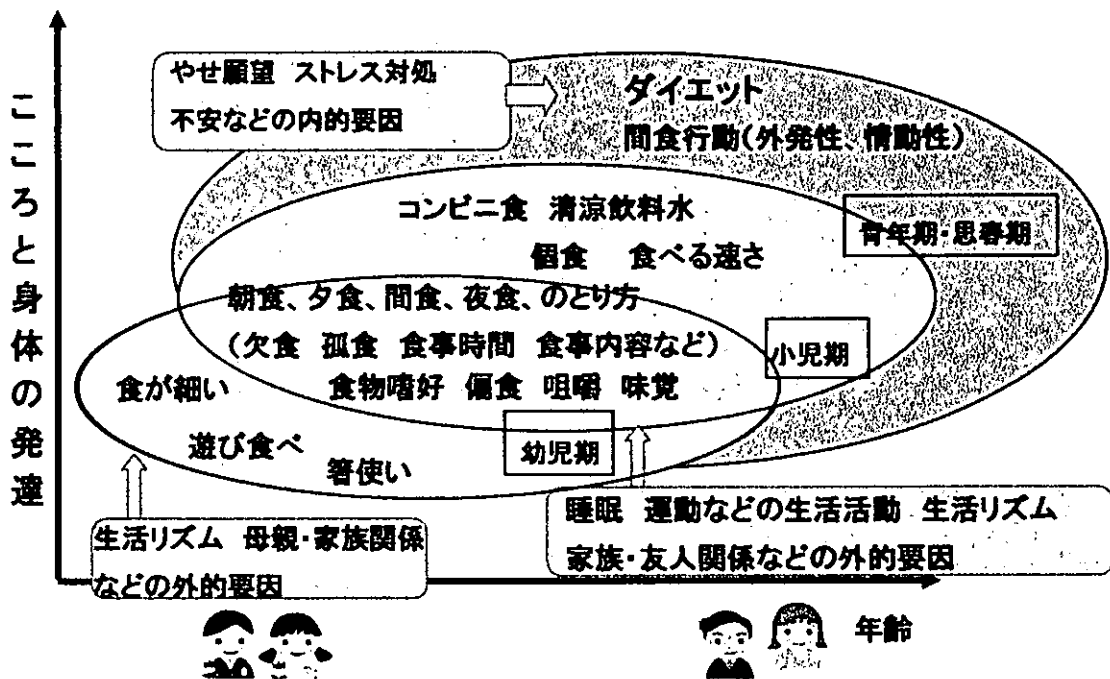 こころと身体の発達
やせ願望 ストレス対処
不安などの内的要因
ダイエット
間食行動(外発性、情動性)
コンビニ食 清涼飲料水
青年期・思春期
個食 食べる速さ
朝食、夕食、間食、夜食、のとり方
(欠食 孤食 食事時間 食事内容など)
小児期
食が細い
食物嗜好 偏食 咀嚼 味覚
遊び食べ
幼児期
箸使い
睡眠 運動などの生活活動 生活リズム
家族・友人関係などの外的要因
生活リズム 母親・家族関係
などの外的要因
年齢